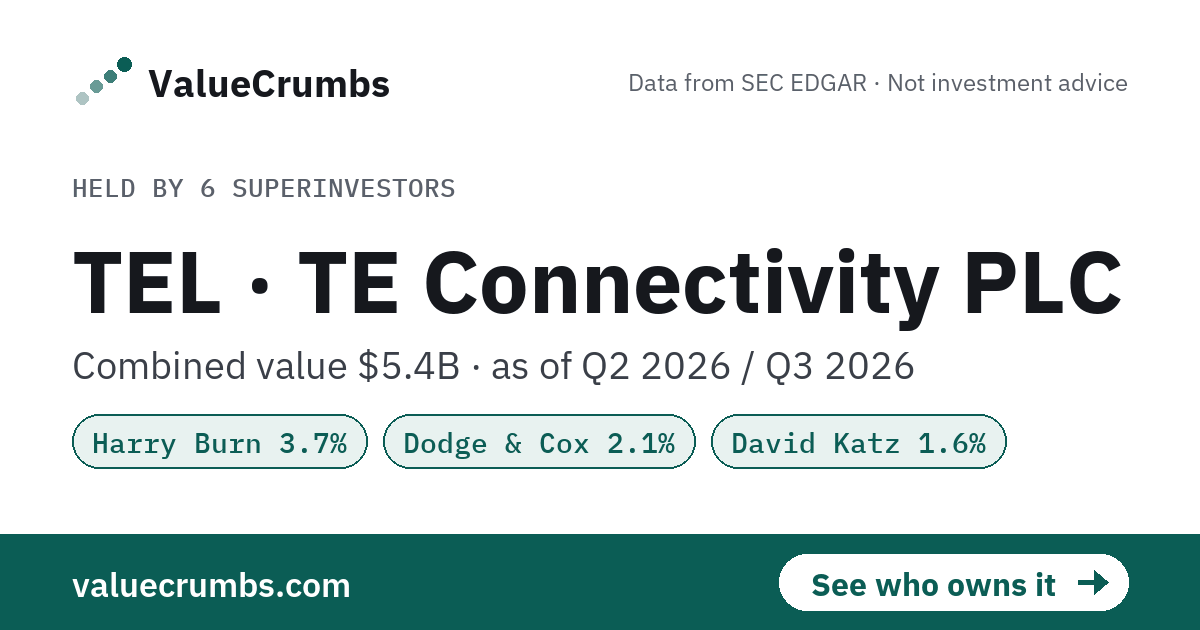 ValueCrumbs
Data from SEC EDGAR · Not investment advice
HELD BY 6 SUPERINVESTORS
TEL · TE Connectivity PLC
Combined value $5.4B · as of Q2 2026 / Q3 2026
Harry Burn 3.7%
Dodge & Cox 2.1%
David Katz 1.6%
valuecrumbs.com
See who owns it →